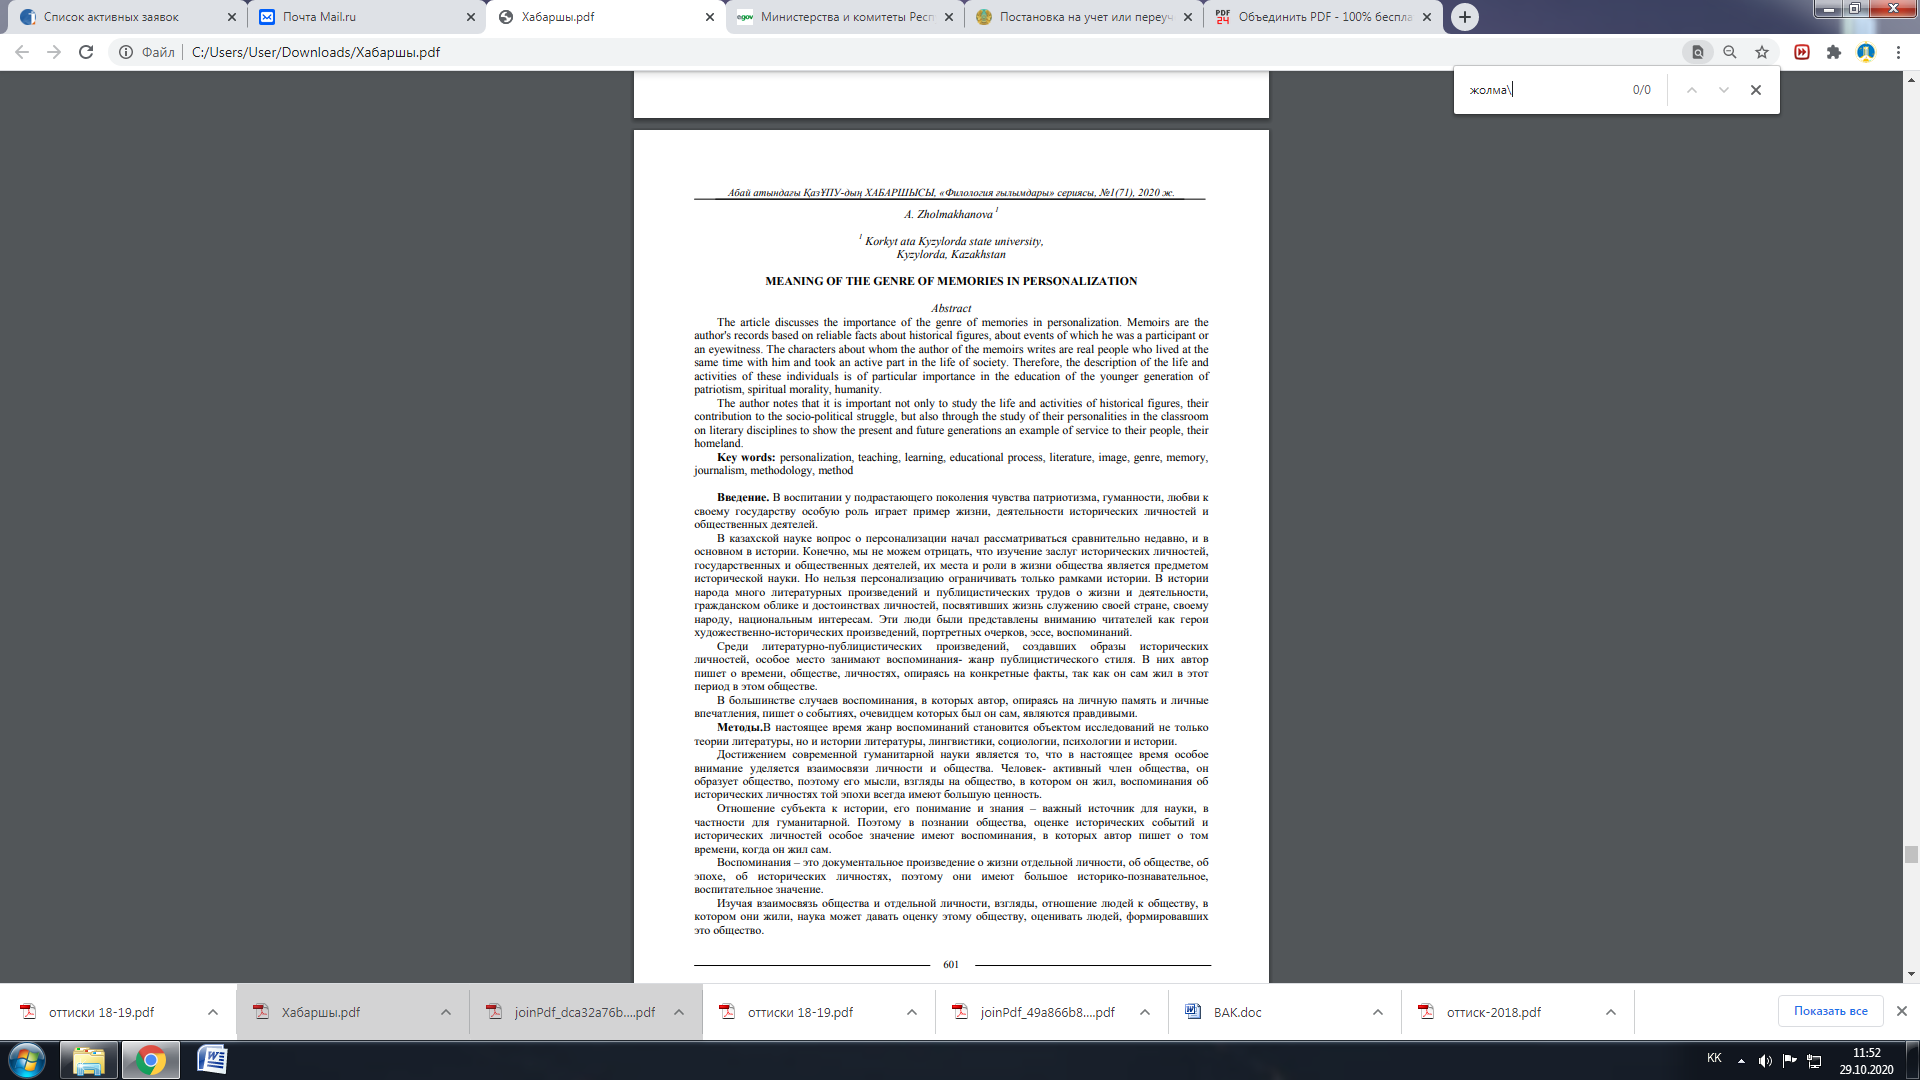 Список активных заявок
Почта Mail.ru
Хабаршы.pdf
Министерства и комитеты Респ
Постановка на учет или переуч
Объединить PDF - 100% беспла
Файл
C:/Users/User/Downloads/Хабаршы.pdf
жолма\
0/0
Абай атындағы ҚазҰПУ-дың ХАБАРШЫСЫ, «Филология ғылымдары» сериясы, №1(71), 2020 ж.
A. Zholmakhanova 1
1 Korkyt ata Kyzylorda state university,
Kyzylorda, Kazakhstan
MEANING OF THE GENRE OF MEMORIES IN PERSONALIZATION
Abstract
The article discusses the importance of the genre of memories in personalization. Memoirs are the
author's records based on reliable facts about historical figures, about events of which he was a participant or
an eyewitness. The characters about whom the author of the memoirs writes are real people who lived at the
same time with him and took an active part in the life of society. Therefore, the description of the life and
activities of these individuals is of particular importance in the education of the younger generation of
patriotism, spiritual morality, humanity.
The author notes that it is important not only to study the life and activities of historical figures, their
contribution to the socio-political struggle, but also through the study of their personalities in the classroom
on literary disciplines to show the present and future generations an example of service to their people, their
homeland.
Key words: personalization, teaching, learning, educational process, literature, image, genre, memory,
journalism, methodology, method
Введение. В воспитании у подрастающего поколения чувства патриотизма, гуманности, любви к
своему государству особую роль играет пример жизни, деятельности исторических личностей и
общественных деятелей.
В казахской науке вопрос о персонализации начал рассматриваться сравнительно недавно, и в
основном в истории. Конечно, мы не можем отрицать, что изучение заслуг исторических личностей,
государственных и общественных деятелей, их места и роли в жизни общества является предметом
исторической науки. Но нельзя персонализацию ограничивать только рамками истории. В истории
народа много литературных произведений и публицистических трудов о жизни и деятельности,
гражданском облике и достоинствах личностей, посвятивших жизнь служению своей стране, своему
народу, национальным интересам. Эти люди были представлены вниманию читателей как герои
художественно-исторических произведений, портретных очерков, эссе, воспоминаний.
Среди литературно-публицистических произведений, создавших образы исторических
личностей, особое место занимают воспоминания- жанр публицистического стиля. В них автор
пишет о времени, обществе, личностях, опираясь на конкретные факты, так как он сам жил в этот
период в этом обществе.
В большинстве случаев воспоминания, в которых автор, опираясь на личную память и личные
впечатления, пишет о событиях, очевидцем которых был он сам, являются правдивыми.
Методы.В настоящее время жанр воспоминаний становится объектом исследований не только
теории литературы, но и истории литературы, лингвистики, социологии, психологии и истории.
Достижением современной гуманитарной науки является то, что в настоящее время особое
внимание уделяется взаимосвязи личности и общества. Человек- активный член общества, он
образует общество, поэтому его мысли, взгляды на общество, в котором он жил, воспоминания об
исторических личностях той эпохи всегда имеют большую ценность.
Отношение субъекта к истории, его понимание и знания – важный источник для науки, в
частности для гуманитарной. Поэтому в познании общества, оценке исторических событий и
исторических личностей особое значение имеют воспоминания, в которых автор пишет о том
времени, когда он жил сам.
Воспоминания – это документальное произведение о жизни отдельной личности, об обществе, об
эпохе, об исторических личностях, поэтому они имеют большое историко-познавательное,
воспитательное значение.
Изучая взаимосвязь общества и отдельной личности, взгляды, отношение людей к обществу, в
котором они жили, наука может давать оценку этому обществу, оценивать людей, формировавших
это общество.
601
оттиски 18-19.pdf
Хабаршы.pdf
joinPdf_dca32a76b....pdf
оттиски 18-19.pdf
joinPdf_49a866b8....pdf
ВАК.doc
оттиск-2018.pdf
Показать все
KK
11:52
29.10.2020